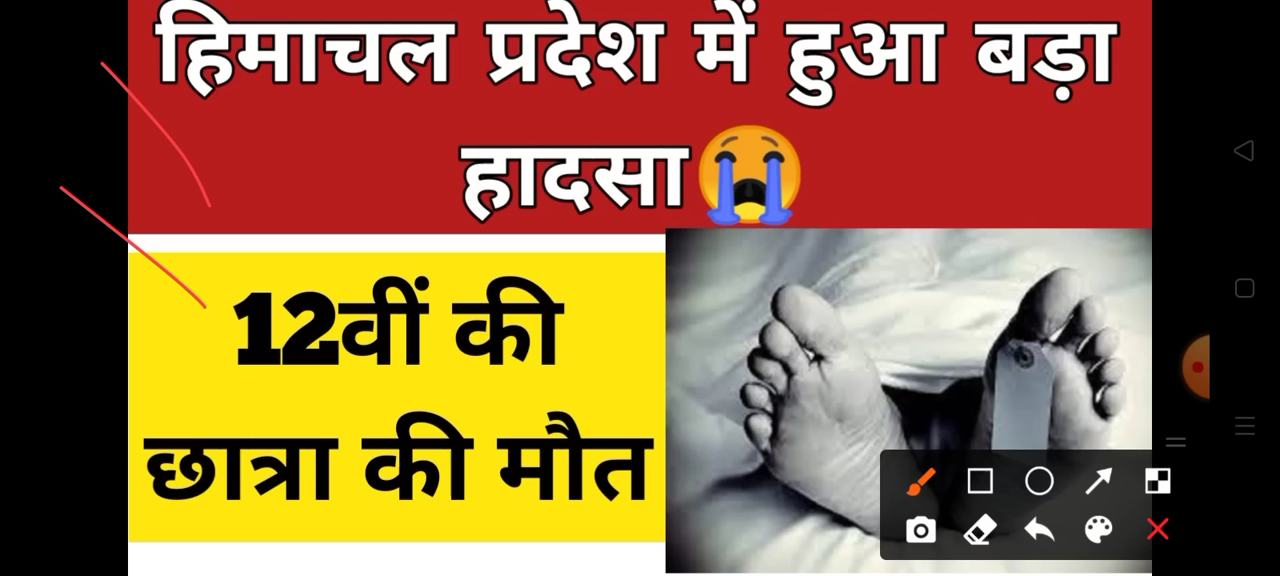 हिमाचल प्रदेश में हुआ बड़ा
हादसा😭
12वीं की
छात्रा की मौत